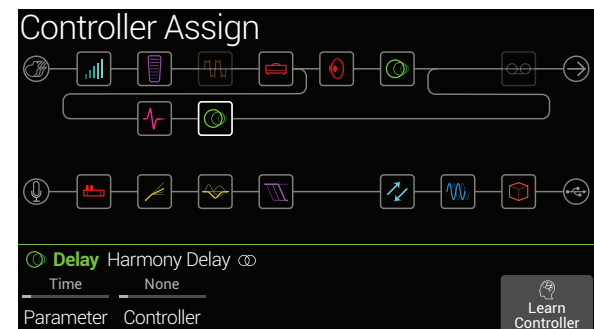 Controller Assign
Delay Harmony Delay
Time None
Parameter Controller
Learn
Controller